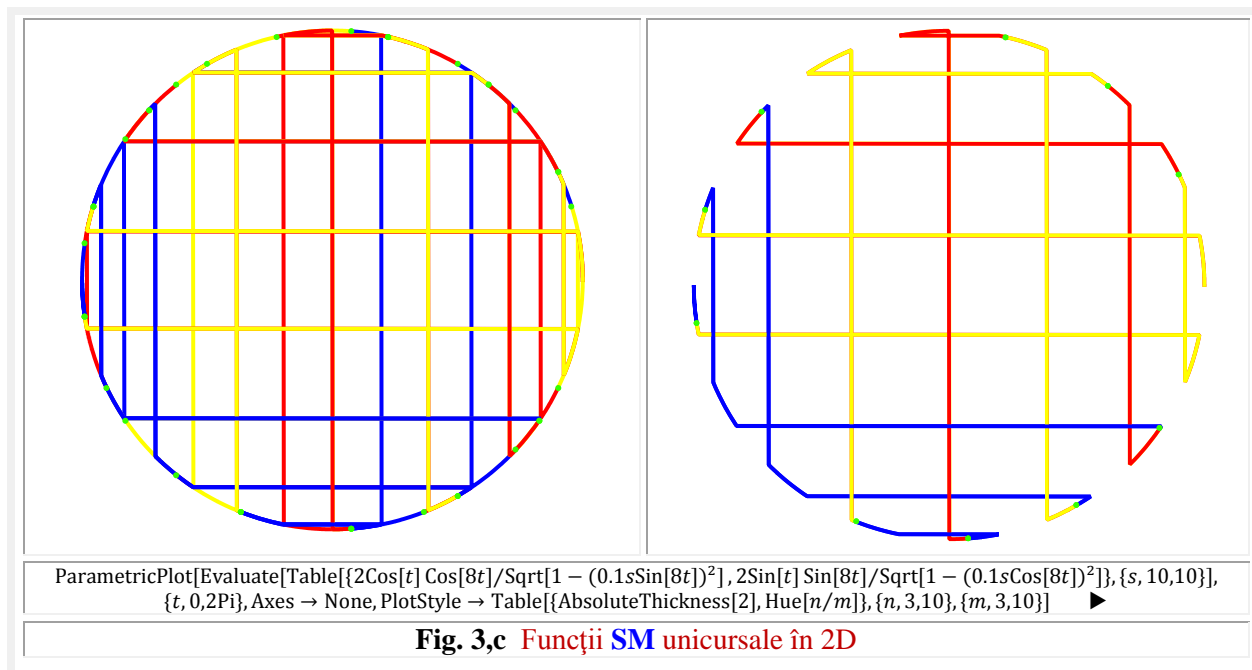 ParametricPlot[Evaluate[Table[{2Cos[t] Cos[8t]/Sqrt[1 − (0.1sSin[8t])^2] , 2Sin[t] Sin[8t]/Sqrt[1 − (0.1sCos[8t])^2]}, {s, 10,10}],
{t, 0,2Pi}, Axes → None, PlotStyle → Table[{AbsoluteThickness[2], Hue[n/m]}, {n, 3,10}, {m, 3,10}] ▶
Fig. 3,c Funcţii SM unicursale în 2D